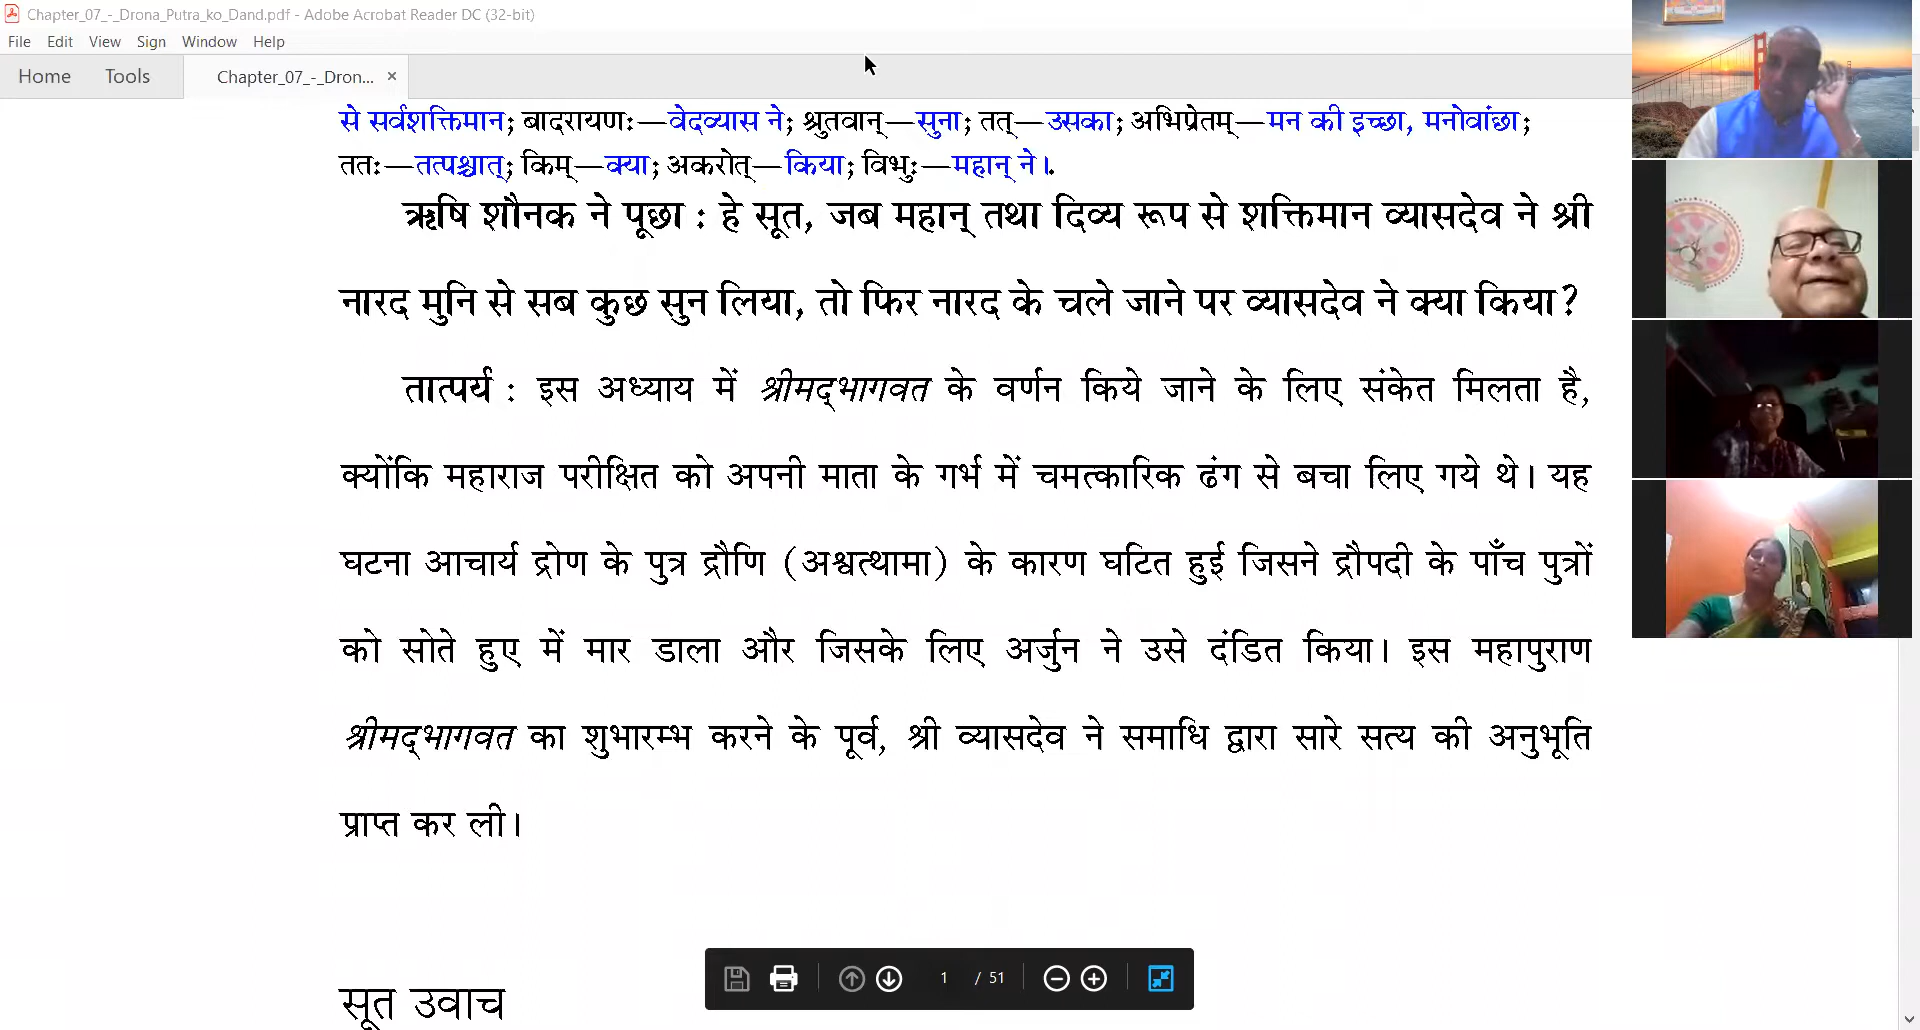 Chapter_07_-_Drona_Putra_ko_Dand.pdf - Adobe Acrobat Reader DC (32-bit)
File Edit View Sign Window Help
Home Tools Chapter_07_-_Dron... ×
से सर्वशक्तिमान; बादरायणः—वेदव्यास ने; श्रुतवान्—सुना; तत्—उसका; अभिप्रेतम्—मन की इच्छा, मनोवांछा;
ततः—तत्पश्चात्; किम्—क्या; अकरोत्—किया; विभुः—महान् ने।.
ऋषि शौनक ने पूछा : हे सूत, जब महान् तथा दिव्य रूप से शक्तिमान व्यासदेव ने श्री
नारद मुनि से सब कुछ सुन लिया, तो फिर नारद के चले जाने पर व्यासदेव ने क्या किया?
तात्पर्य : इस अध्याय में श्रीमद्‌भागवत के वर्णन किये जाने के लिए संकेत मिलता है,
क्योंकि महाराज परीक्षित को अपनी माता के गर्भ में चमत्कारिक ढंग से बचा लिए गये थे। यह
घटना आचार्य द्रोण के पुत्र द्रौणि (अश्वत्थामा) के कारण घटित हुई जिसने द्रौपदी के पाँच पुत्रों
को सोते हुए में मार डाला और जिसके लिए अर्जुन ने उसे दंडित किया। इस महापुराण
श्रीमद्‌भागवत का शुभारम्भ करने के पूर्व, श्री व्यासदेव ने समाधि द्वारा सारे सत्य की अनुभूति
प्राप्त कर ली।
सूत उवाच
1 / 51